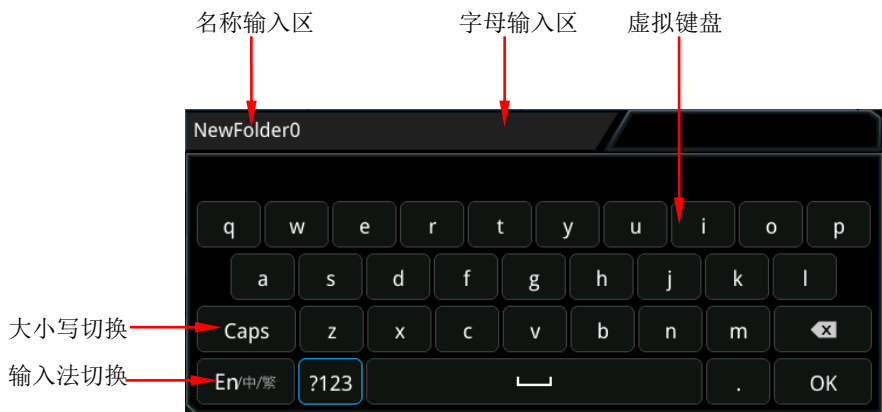 名称输入区 字母输入区 虚拟键盘
NewFolder0
q w e r t y u i o p
a s d f g h j k l
大小写切换 Caps z x c v b n m
输入法切换 En/中/繁 ?123 . OK